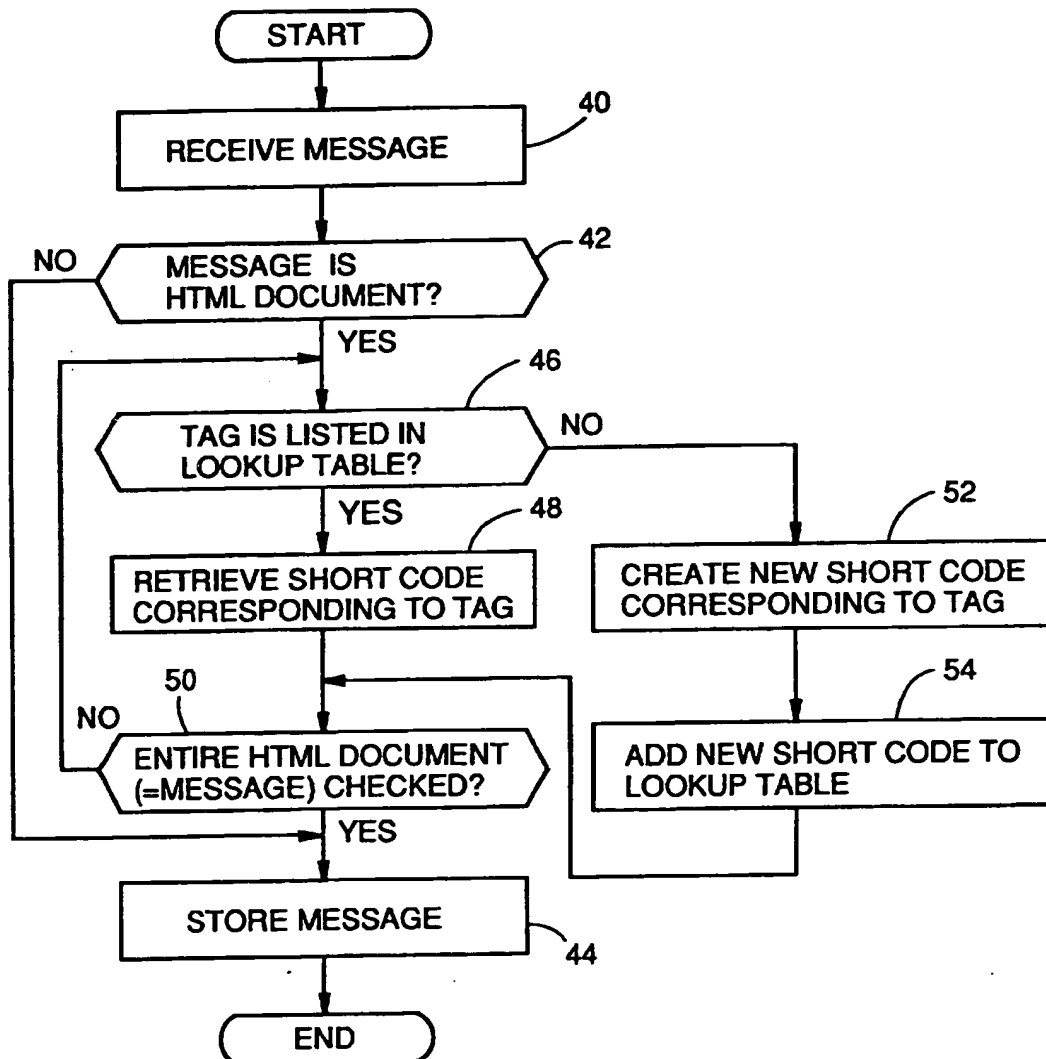 START
40
RECEIVE MESSAGE
42
NO
MESSAGE IS
HTML DOCUMENT?
YES
46
TAG IS LISTED IN
LOOKUP TABLE?
NO
YES
48
52
RETRIEVE SHORT CODE
CORRESPONDING TO TAG
CREATE NEW SHORT CODE
CORRESPONDING TO TAG
50
54
NO
ENTIRE HTML DOCUMENT
(=MESSAGE) CHECKED?
ADD NEW SHORT CODE TO
LOOKUP TABLE
YES
STORE MESSAGE
44
END